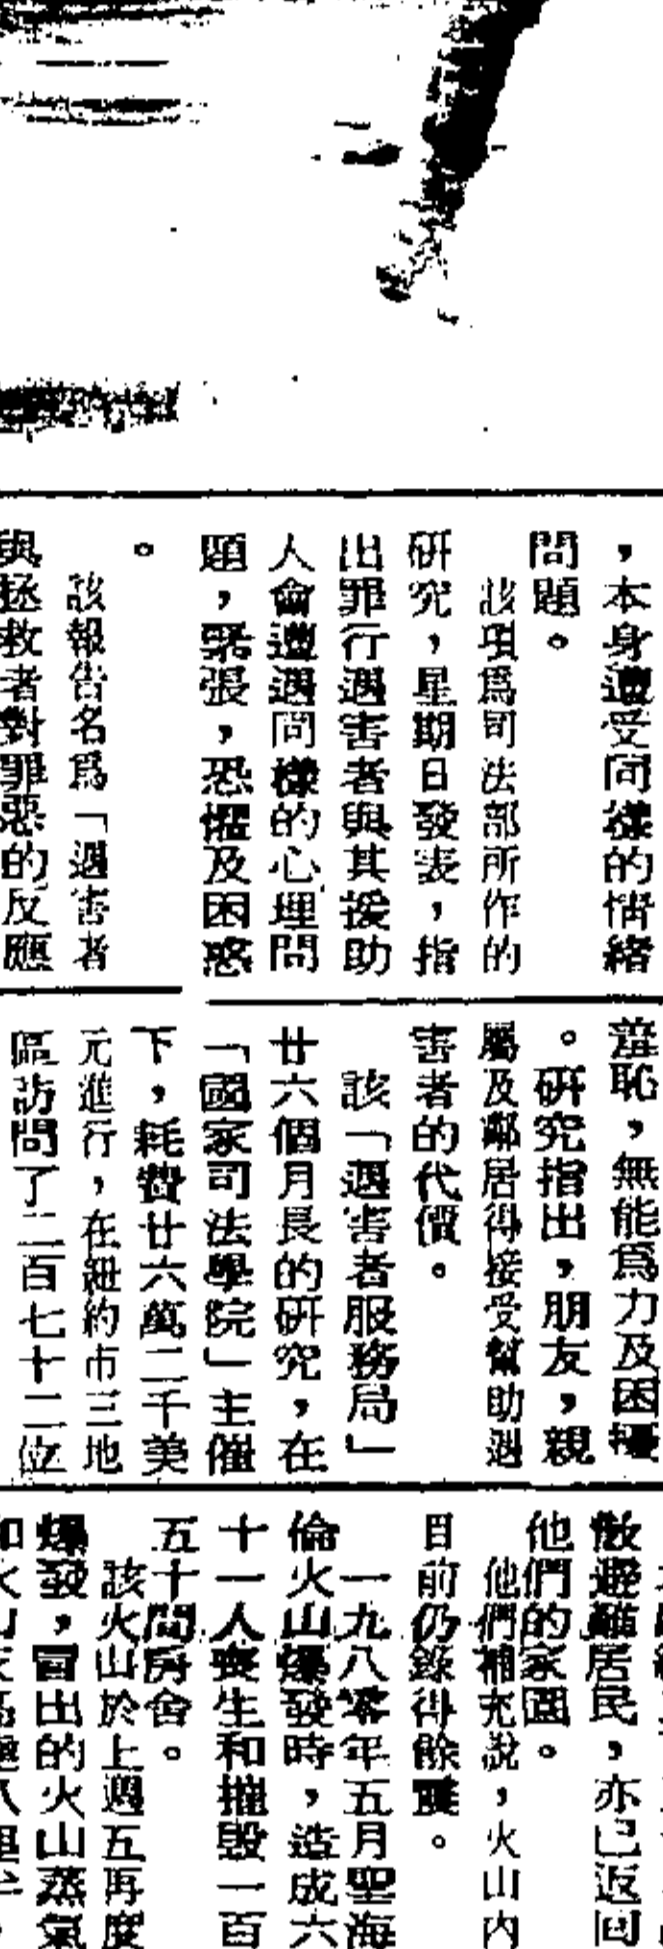 ，本身遭受同樣的情緒
問題。
該項爲司法部所作的
研究，星期日發表，指
出罪行遇害者與其援助
人會遭遇同樣的心理問
題，緊張，恐懼及困惑
。
該報告名爲「遇害者
與拯救者對罪惡的反應
羞恥，無能爲力及困擾
。研究指出，朋友，親
屬及鄰居得接受幫助遇
害者的代價。
該「遇害者服務局」
廿六個月長的研究，在
「國家司法學院」主催
下，耗費廿六萬二千美
元進行，在紐約市三地
區訪問了二百七十二位
散避難居民，亦已返回
他們的家園。
他們補充說，火山內
目前仍錄得餘震。
一九八零年五月聖海
倫火山爆發時，造成六
十一人喪生和摧毀一百
五十間房舍。
該火山於上週五再度
爆發，冒出的火山蒸氣